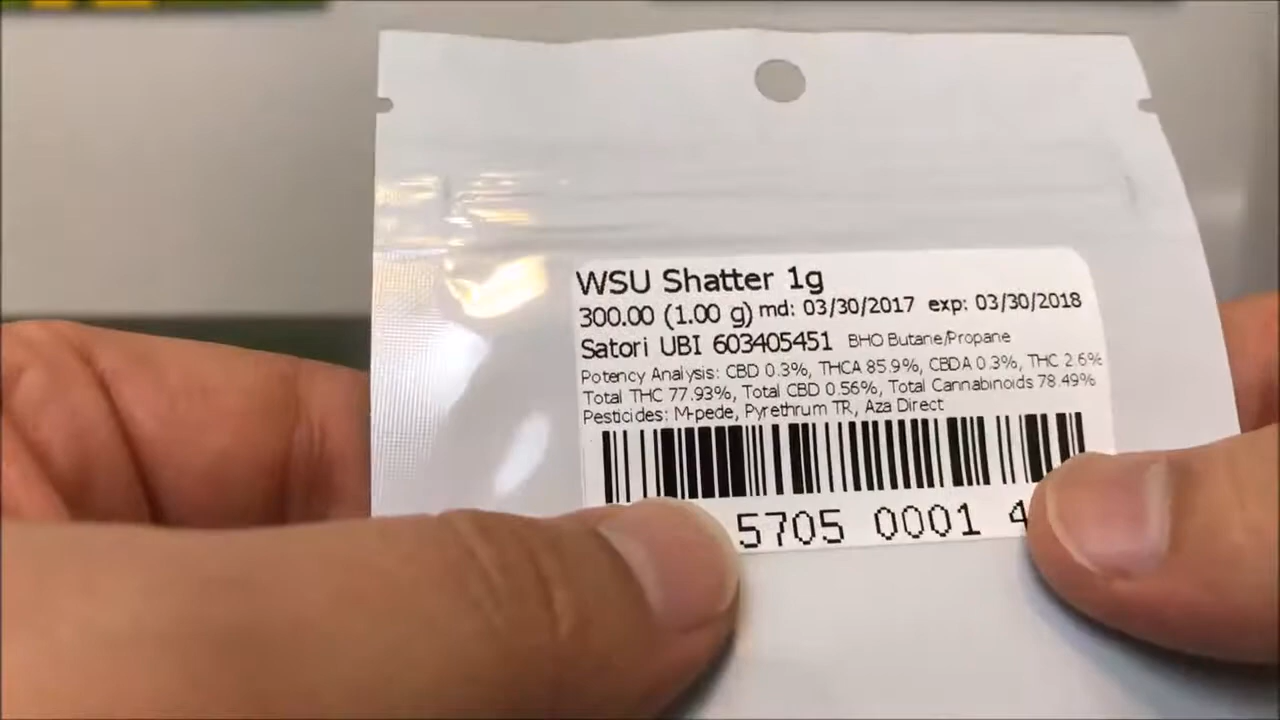 WSU Shatter 1g
300.00 (1.00 g) md: 03/30/2017 exp: 03/30/2018
Satori UBI 603405451 BHO Butane/Propane
Potency Analysis: CBD 0.3%, THCA 85.9%, CBDA 0.3%, THC 2.6%
Total THC 77.93%, Total CBD 0.56%, Total Cannabinoids 78.49%
Pesticides: M-pede, Pyrethrum TR, Aza Direct
5705 0001 4